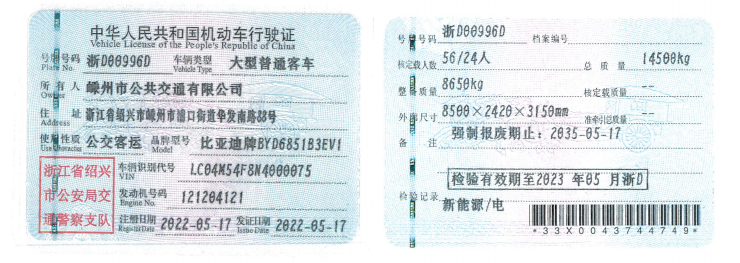 中华人民共和国机动车行驶证
Vehicle License of the People's Republic of China
号牌号码 浙D00996D 车辆类型 大型普通客车
Plate No. Vehicle Type
所有人 嵊州市公共交通有限公司
Owner
住址 浙江省绍兴市嵊州市浦口街道华发南路88号
Address
使用性质 公交客运 品牌型号 比亚迪牌BYD6851B3EV1
Use Character Model
浙江省绍兴
市公安局交
通警察支队
车辆识别代号 LC04M54F8N4000075
VIN
发动机号码 121204121
Engine No.
注册日期 2022-05-17 发证日期 2022-05-17
Register Date Issue Date
号牌号码 浙D00996D 档案编号
核定载人数 56/24人 总质量 14500kg
整备质量 8650kg 核定载质量 --
外廓尺寸 8500×2420×3150mm 准牵引总质量 --
备注 强制报废期止：2035-05-17
检验有效期至2023 年05 月浙D
检验记录
新能源/电
*33X0043744749*